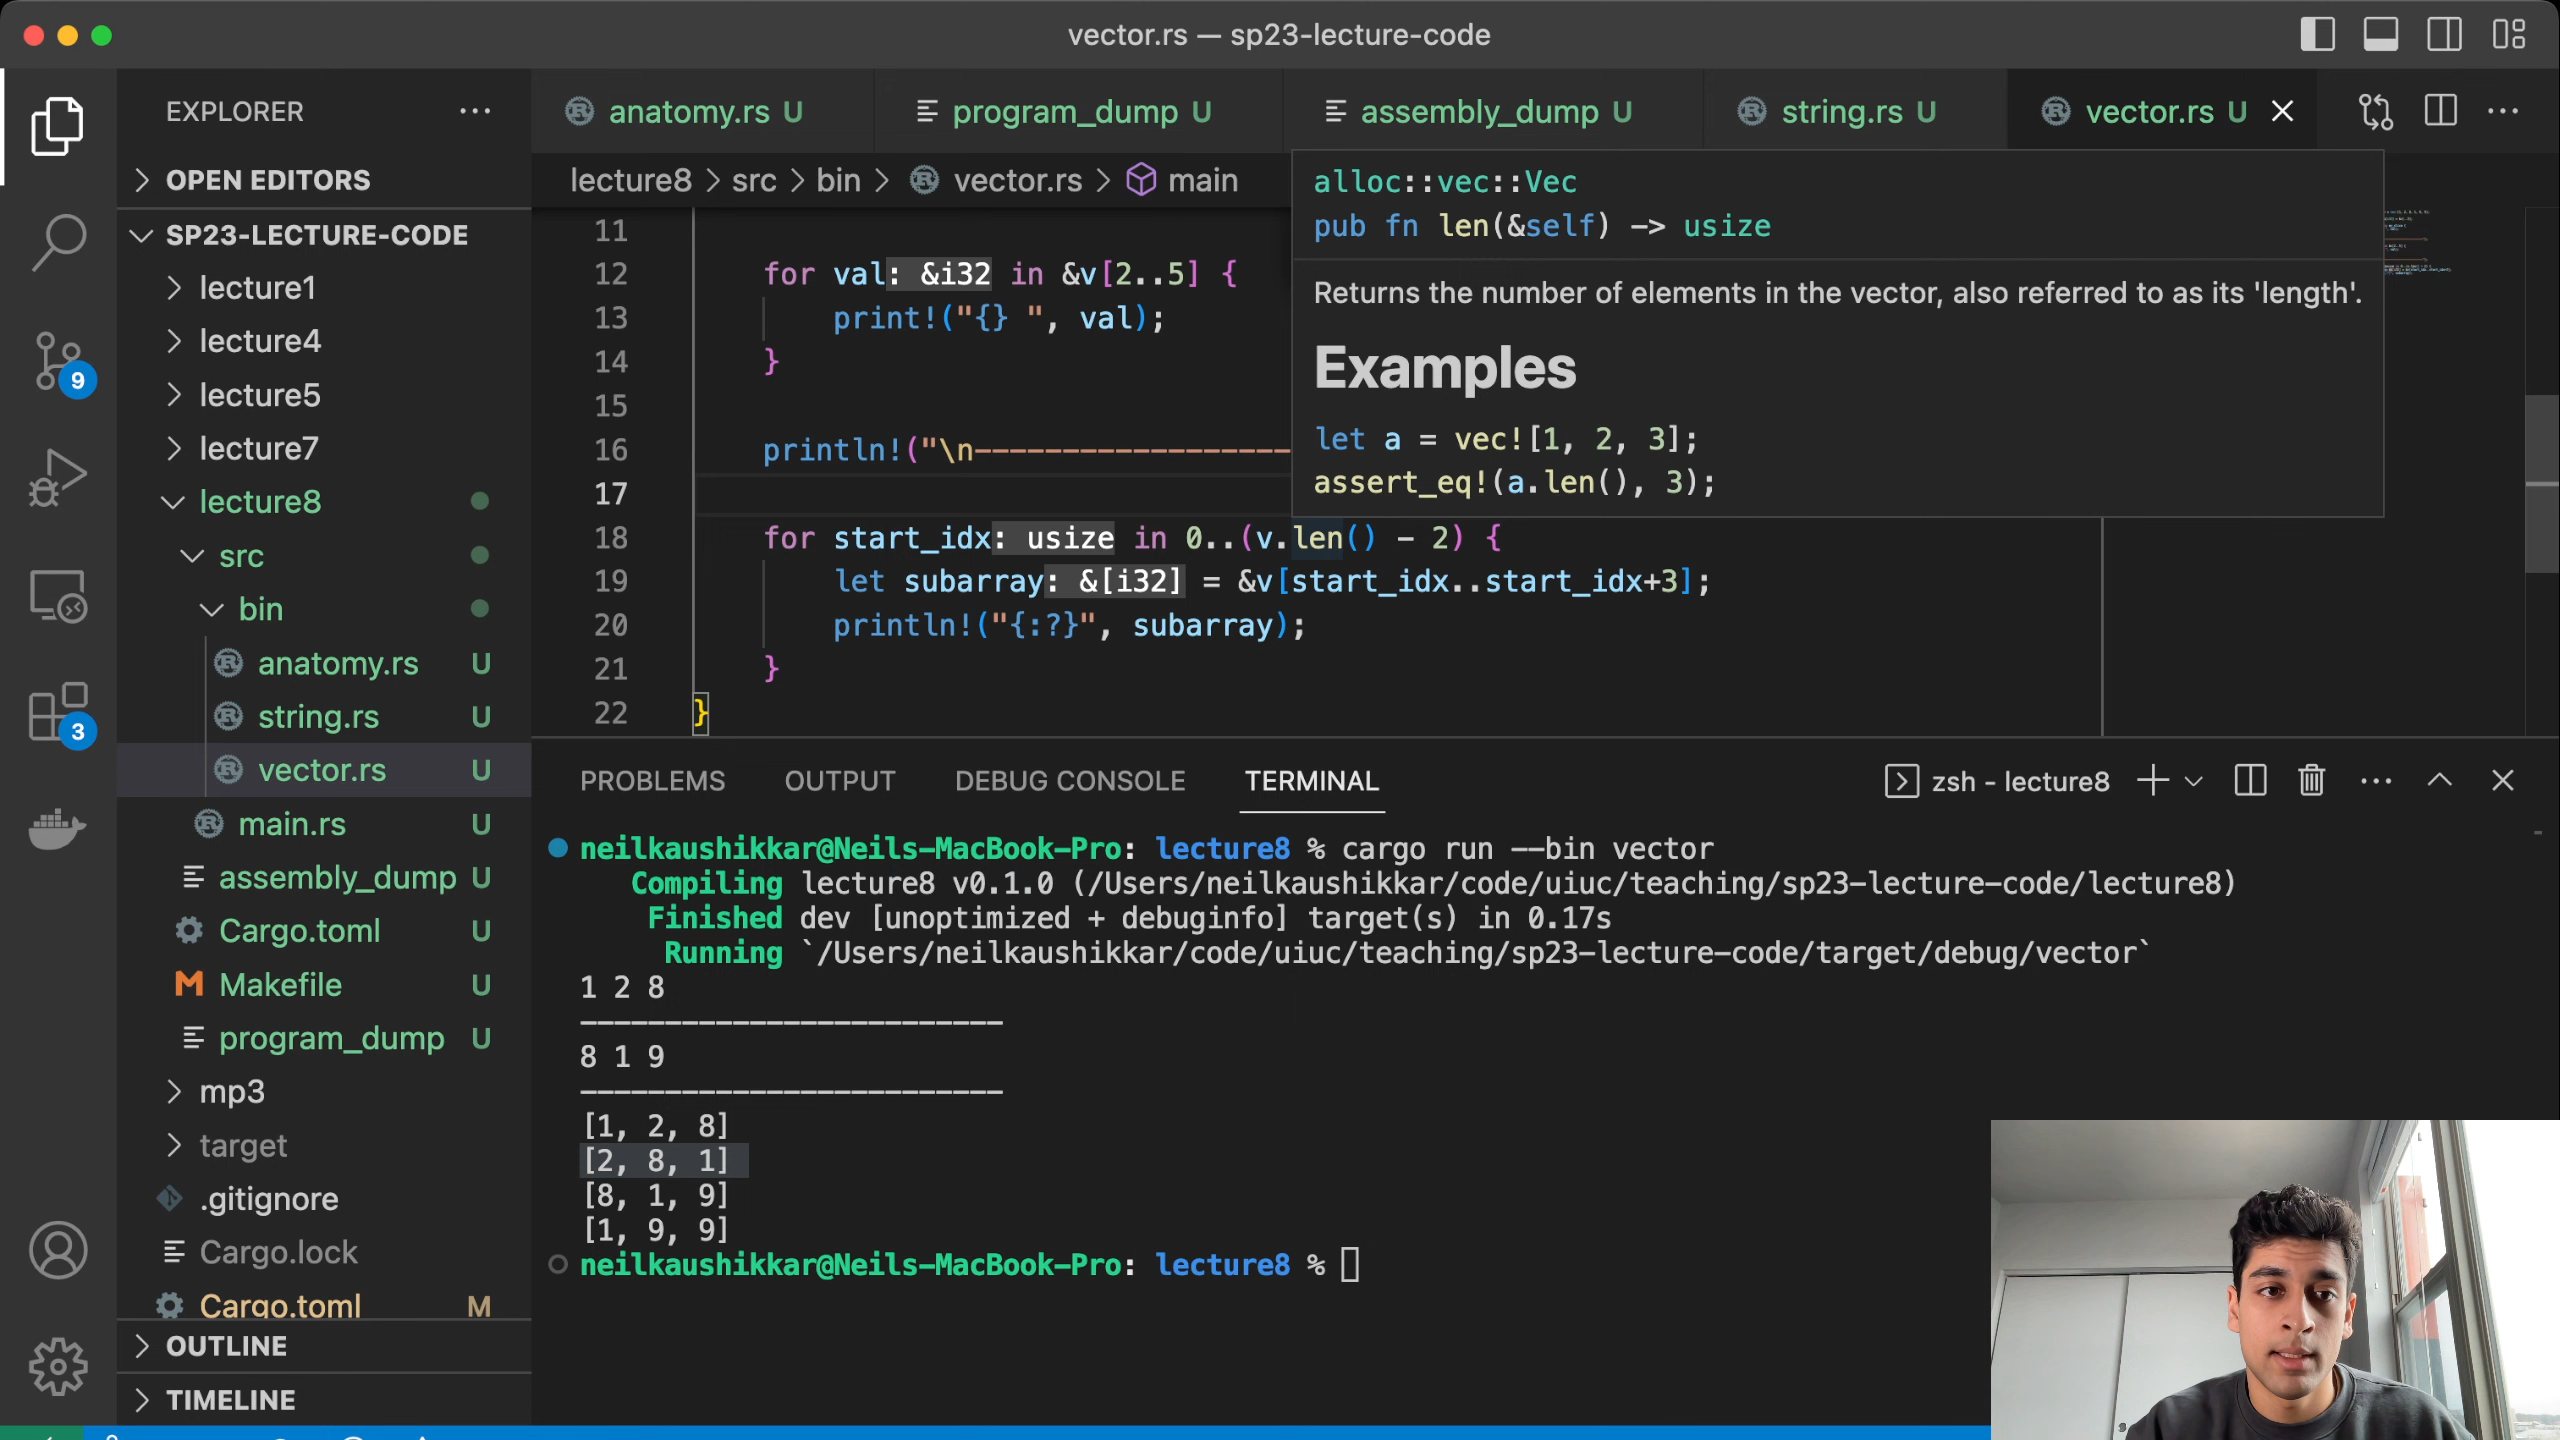 vector.rs — sp23-lecture-code
EXPLORER
anatomy.rs U
program_dump U
assembly_dump U
string.rs U
vector.rs U
OPEN EDITORS
lecture8 > src > bin > vector.rs > main
SP23-LECTURE-CODE
lecture1
lecture4
lecture5
lecture7
lecture8
src
bin
anatomy.rs U
string.rs U
vector.rs U
main.rs U
assembly_dump U
Cargo.toml U
Makefile U
program_dump U
mp3
target
.gitignore
Cargo.lock
Cargo.toml M
OUTLINE
TIMELINE
9
3
alloc::vec::Vec
pub fn len(&self) -> usize
Returns the number of elements in the vector, also referred to as its 'length'.
Examples
let a = vec![1, 2, 3];
assert_eq!(a.len(), 3);
11
12 for val: &i32 in &v[2..5] {
13 print!("{} ", val);
14 }
15
16 println!("\n------------------
17
18 for start_idx: usize in 0..(v.len() - 2) {
19 let subarray: &[i32] = &v[start_idx..start_idx+3];
20 println!("{:?}", subarray);
21 }
22 }
PROBLEMS OUTPUT DEBUG CONSOLE TERMINAL
zsh - lecture8
neilkaushikkar@Neils-MacBook-Pro: lecture8 % cargo run --bin vector
Compiling lecture8 v0.1.0 (/Users/neilkaushikkar/code/uiuc/teaching/sp23-lecture-code/lecture8)
Finished dev [unoptimized + debuginfo] target(s) in 0.17s
Running `/Users/neilkaushikkar/code/uiuc/teaching/sp23-lecture-code/target/debug/vector`
1 2 8
-------------------------
8 1 9
-------------------------
[1, 2, 8]
[2, 8, 1]
[8, 1, 9]
[1, 9, 9]
neilkaushikkar@Neils-MacBook-Pro: lecture8 %